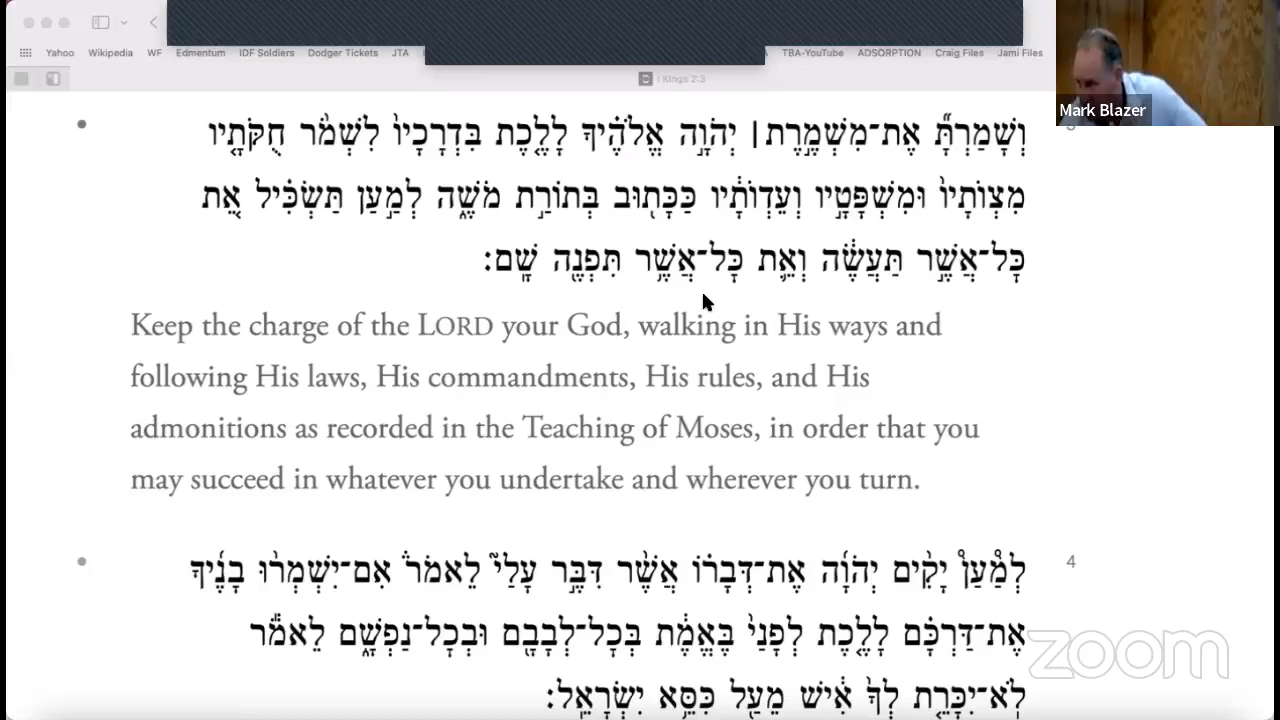 Yahoo Wikipedia WF Edmentum IDF Soldiers Dodger Tickets JTA TBA-YouTube ADSORPTION Craig Files Jami Files
I Kings 2:3
Mark Blazer
וְשָׁמַרְתָּ֞ אֶת־מִשְׁמֶ֣רֶת ׀ יְהֹוָ֣ה אֱלֹהֶ֗יךָ לָלֶ֤כֶת בִּדְרָכָיו֙ לִשְׁמֹ֨ר חֻקֹּתָ֤יו
מִצְוֺתָיו֙ וּמִשְׁפָּטָ֣יו וְעֵדְוֺתָ֔יו כַּכָּת֖וּב בְּתוֹרַ֣ת מֹשֶׁ֑ה לְמַ֣עַן תַּשְׂכִּ֗יל אֵ֚ת
כׇּל־אֲשֶׁ֣ר תַּֽעֲשֶׂ֔ה וְאֵ֛ת כׇּל־אֲשֶׁ֥ר תִּפְנֶ֖ה שָֽׁם׃
Keep the charge of the LORD your God, walking in His ways and
following His laws, His commandments, His rules, and His
admonitions as recorded in the Teaching of Moses, in order that you
may succeed in whatever you undertake and wherever you turn.
4
לְמַ֩עַן֩ יָקִ֨ים יְהֹוָ֜ה אֶת־דְּבָר֗וֹ אֲשֶׁ֨ר דִּבֶּ֣ר עָלַי֮ לֵאמֹר֒ אִם־יִשְׁמְר֨וּ בָנֶ֜יךָ
אֶת־דַּרְכָּ֗ם לָלֶ֤כֶת לְפָנַי֙ בֶּאֱמֶ֔ת בְּכׇל־לְבָבָ֖ם וּבְכׇל־נַפְשָׁ֑ם לֵאמֹ֕ר
לֹֽא־יִכָּרֵ֤ת לְךָ֙ אִ֔ישׁ מֵעַ֖ל כִּסֵּ֥א יִשְׂרָאֵֽל׃
zoom